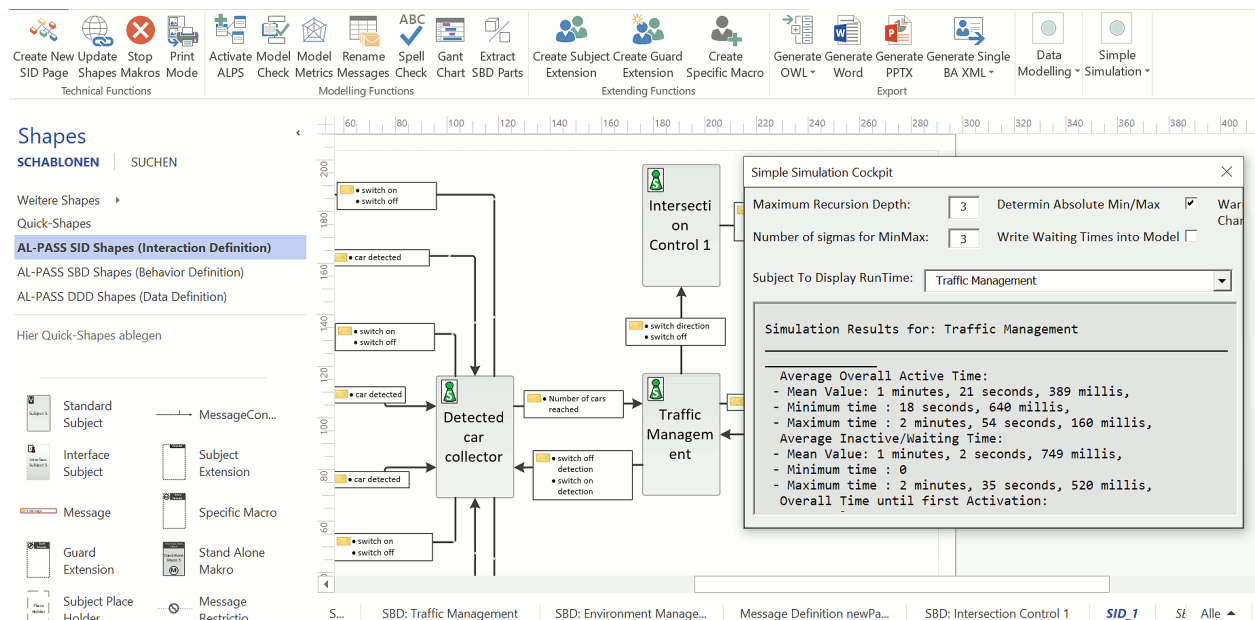 Create New
SID Page
Update
Shapes
Stop
Makros
Print
Mode
Technical Functions
Activate
ALPS
Model
Check
Model
Metrics
Rename
Messages
ABC
Spell
Check
Gant
Chart
Extract
SBD Parts
Modelling Functions
Create Subject
Extension
Create Guard
Extension
Create
Specific Macro
Extending Functions
Generate
OWL
Generate
Word
Generate
PPTX
Generate Single
BA XML
Export
Data
Modelling
Simple
Simulation
Shapes
SCHABLONEN
SUCHEN
Weitere Shapes
Quick-Shapes
AL-PASS SID Shapes (Interaction Definition)
AL-PASS SBD Shapes (Behavior Definition)
AL-PASS DDD Shapes (Data Definition)
Hier Quick-Shapes ablegen
Standard
Subject
MessageCon...
Interface
Subject
Subject
Extension
Message
Specific Macro
Guard
Extension
Stand Alone
Makro
Subject Place
Holder
Message
Restrictio
60 80 100 120 140 160 180 200 220 240 260 280 300 320 340 360 380 400
200
180
160
140
120
100
80
60
• switch on
• switch off
• car detected
• switch on
• switch off
• car detected
• car detected
• switch on
• switch off
Detected
car
collector
• Number of cars
reached
• switch off
detection
• switch on
detection
Intersecti
on
Control 1
• switch direction
• switch off
Traffic
Managem
ent
Simple Simulation Cockpit
Maximum Recursion Depth:
3
Determin Absolute Min/Max
War
Char
Number of sigmas for MinMax:
3
Write Waiting Times into Model
Subject To Display RunTime:
Traffic Management
Simulation Results for: Traffic Management
Average Overall Active Time:
- Mean Value: 1 minutes, 21 seconds, 389 millis,
- Minimum time : 18 seconds, 640 millis,
- Maximum time : 2 minutes, 54 seconds, 160 millis,
Average Inactive/Waiting Time:
- Mean Value: 1 minutes, 2 seconds, 749 millis,
- Minimum time : 0
- Maximum time : 2 minutes, 35 seconds, 520 millis,
Overall Time until first Activation:
S...
SBD: Traffic Management
SBD: Environment Manage...
Message Definition newPa...
SBD: Intersection Control 1
SID_1
Alle